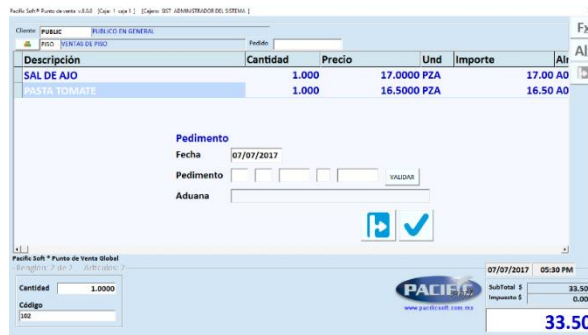 Pacific Soft® Punto de venta v.8.6.0 [Caja: 1 caja 1 ] [Cajero: SIST ADMINISTRADOR DEL SISTEMA ]
Cliente PUBLIC PUBLICO EN GENERAL
PISO VENTAS DE PISO Pedido
Descripción Cantidad Precio Und Importe Alr
SAL DE AJO 1.000 17.0000 PZA 17.00 A0
PASTA TOMATE 1.000 16.5000 PZA 16.50 A0
Pedimento
Fecha 07/07/2017
Pedimento VALIDAR
Aduana
Pacific Soft ® Punto de Venta Global
Renglón: 2 de 2 Artículos: 2
07/07/2017 05:30 PM
Cantidad 1.0000
Código
102
PACIFIC
www.pacificsoft.com.mx
SubTotal $ 33.50
Impuesto $ 0.00
33.50